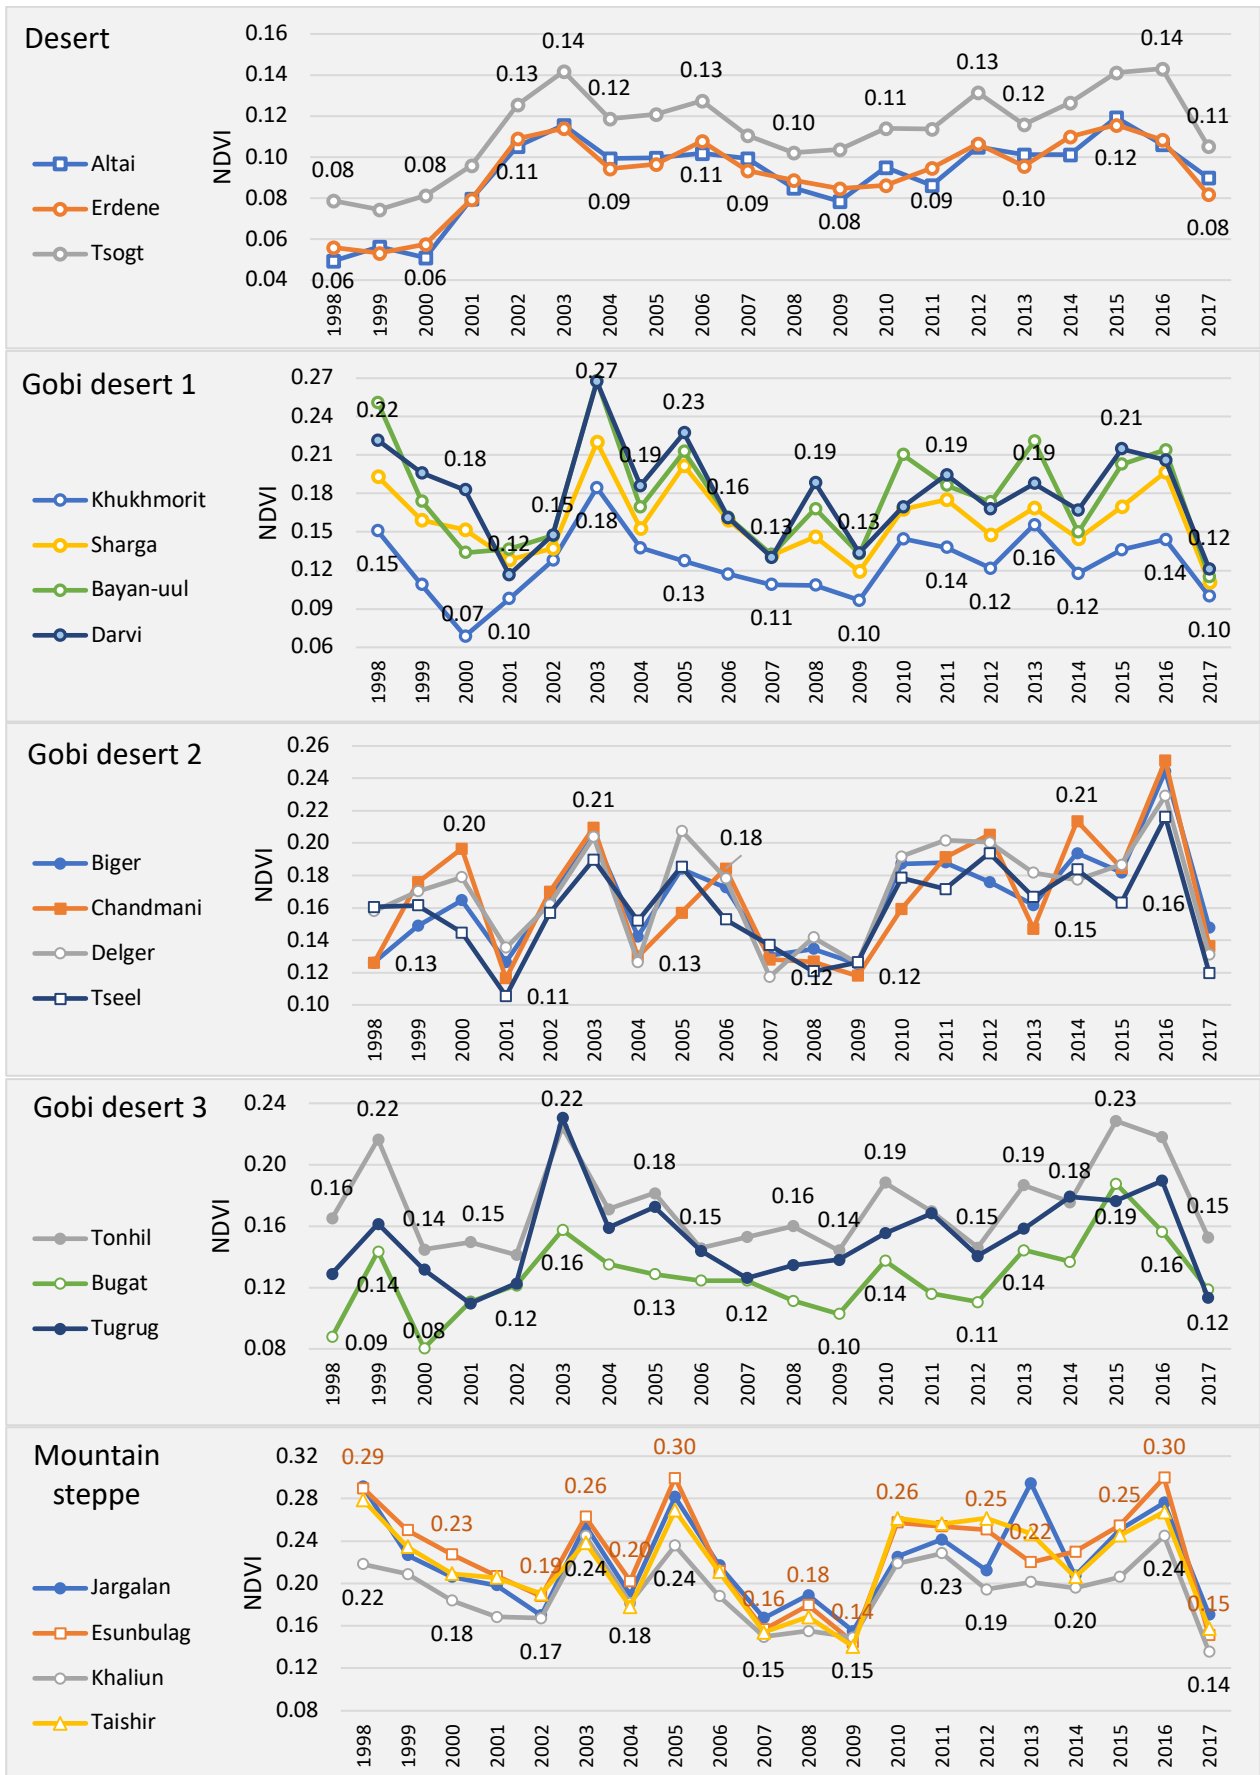 Desert
NDVI
0.16
0.14
0.12
0.10
0.08
0.06
0.04
Altai
Erdene
Tsogt
0.08 0.08 0.13 0.14 0.12 0.13 0.10 0.11 0.13 0.12 0.14 0.11
0.06 0.06 0.11 0.09 0.11 0.09 0.08 0.09 0.10 0.12 0.08
1998 1999 2000 2001 2002 2003 2004 2005 2006 2007 2008 2009 2010 2011 2012 2013 2014 2015 2016 2017
Gobi desert 1
NDVI
0.27
0.24
0.21
0.18
0.15
0.12
0.09
0.06
Khukhmorit
Sharga
Bayan-uul
Darvi
0.22 0.18 0.12 0.15 0.27 0.19 0.23 0.16 0.13 0.19 0.13 0.19 0.19 0.21 0.12
0.15 0.07 0.10 0.18 0.13 0.11 0.10 0.14 0.12 0.16 0.12 0.14 0.10
1998 1999 2000 2001 2002 2003 2004 2005 2006 2007 2008 2009 2010 2011 2012 2013 2014 2015 2016 2017
Gobi desert 2
0.26
0.24
0.22
0.20
0.18
0.16
0.14
0.12
0.10
Biger
Chandmani
Delger
Tseel
0.20 0.21 0.18 0.21
0.13 0.11 0.13 0.12 0.12 0.15 0.16
1998 1999 2000 2001 2002 2003 2004 2005 2006 2007 2008 2009 2010 2011 2012 2013 2014 2015 2016 2017
Gobi desert 3
NDVI
0.24
0.20
0.16
0.12
0.08
Tonhil
Bugat
Tugrug
0.16 0.22 0.14 0.15 0.22 0.18 0.15 0.16 0.14 0.19 0.15 0.19 0.18 0.23 0.15
0.09 0.14 0.08 0.12 0.16 0.13 0.12 0.10 0.14 0.11 0.14 0.19 0.16 0.12
1998 1999 2000 2001 2002 2003 2004 2005 2006 2007 2008 2009 2010 2011 2012 2013 2014 2015 2016 2017
Mountain
steppe
NDVI
0.32
0.28
0.24
0.20
0.16
0.12
0.08
Jargalan
Esunbulag
Khaliun
Taishir
0.29 0.23 0.19 0.26 0.20 0.30 0.16 0.18 0.14 0.26 0.25 0.22 0.25 0.30 0.15
0.22 0.18 0.17 0.24 0.18 0.24 0.15 0.15 0.23 0.19 0.20 0.24 0.14
1998 1999 2000 2001 2002 2003 2004 2005 2006 2007 2008 2009 2010 2011 2012 2013 2014 2015 2016 2017